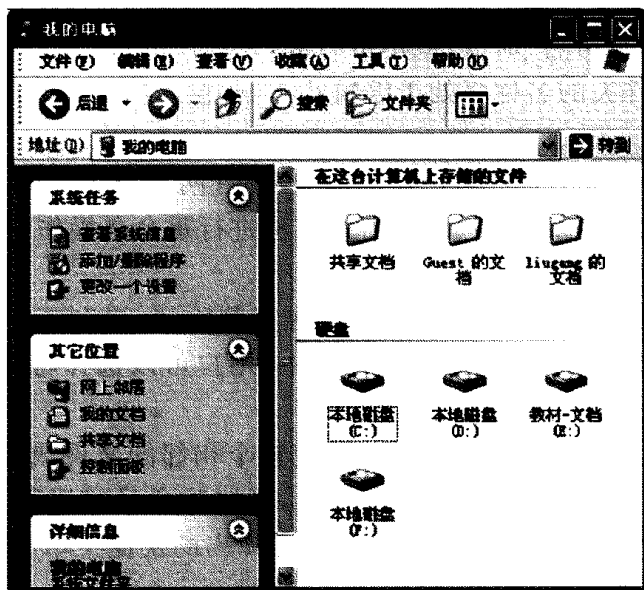 我的电脑
文件(F) 编辑(E) 查看(V) 收藏(A) 工具(T) 帮助(H)
后退 搜索 文件夹
地址(D) 我的电脑 转到
系统任务
查看系统信息
添加/删除程序
更改一个设置
其它位置
网上邻居
我的文档
共享文档
控制面板
详细信息
我的电脑
系统文件夹
在这台计算机上存储的文件
共享文档
Guest 的文
档
liugang 的
文档
硬盘
本地磁盘
(C:)
本地磁盘
(D:)
教材-文档
(E:)
本地磁盘
(F:)